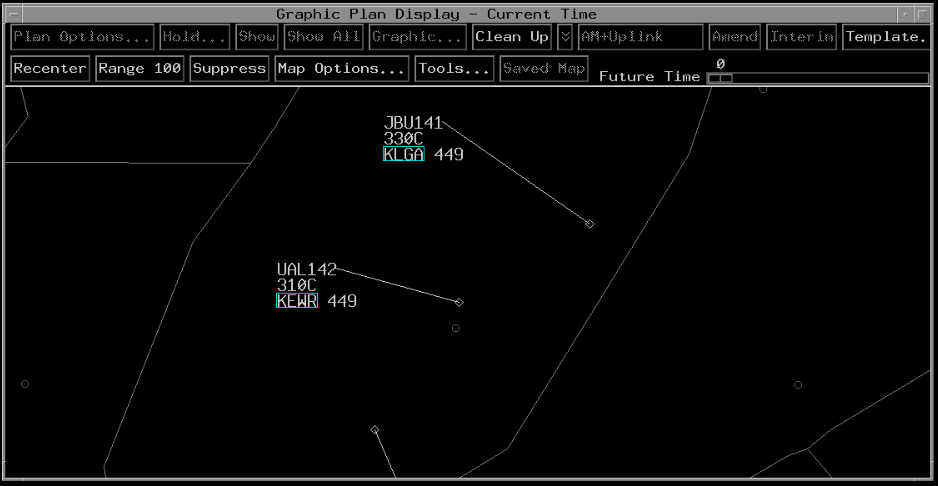 Graphic Plan Display - Current Time
Plan Options... Hold... Show Show All Graphic... Clean Up AM+Uplink Amend Interim Template.
Recenter Range 100 Suppress Map Options... Tools... Saved Map Future Time 0
JBU141
330C
KLGA 449
UAL142
310C
KEWR 449